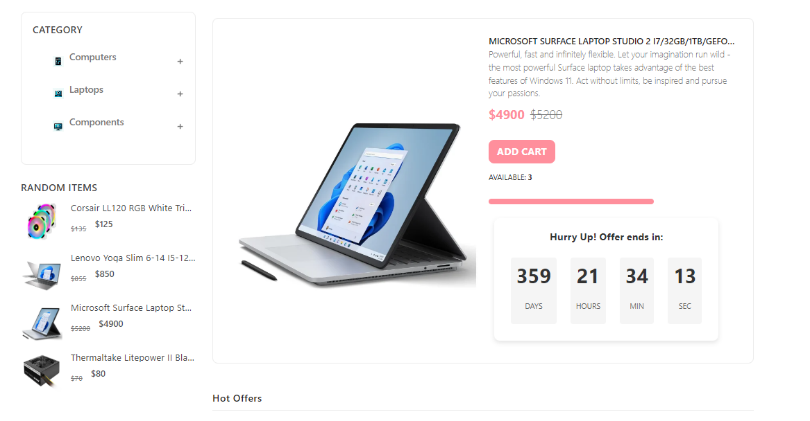 CATEGORY
Computers +
Laptops +
Components +
RANDOM ITEMS
Corsair LL120 RGB White Tri...
$135 $125
Lenovo Yoga Slim 6-14 I5-12...
$855 $850
Microsoft Surface Laptop St...
$5200 $4900
Thermaltake Litepower II Bla...
$70 $80
MICROSOFT SURFACE LAPTOP STUDIO 2 I7/32GB/1TB/GEFO...
Powerful, fast and infinitely flexible. Let your imagination run wild -
the most powerful Surface laptop takes advantage of the best
features of Windows 11. Act without limits, be inspired and pursue
your passions.
$4900 $5200
ADD CART
AVAILABLE: 3
Hurry Up! Offer ends in:
359 21 34 13
DAYS HOURS MIN SEC
Hot Offers